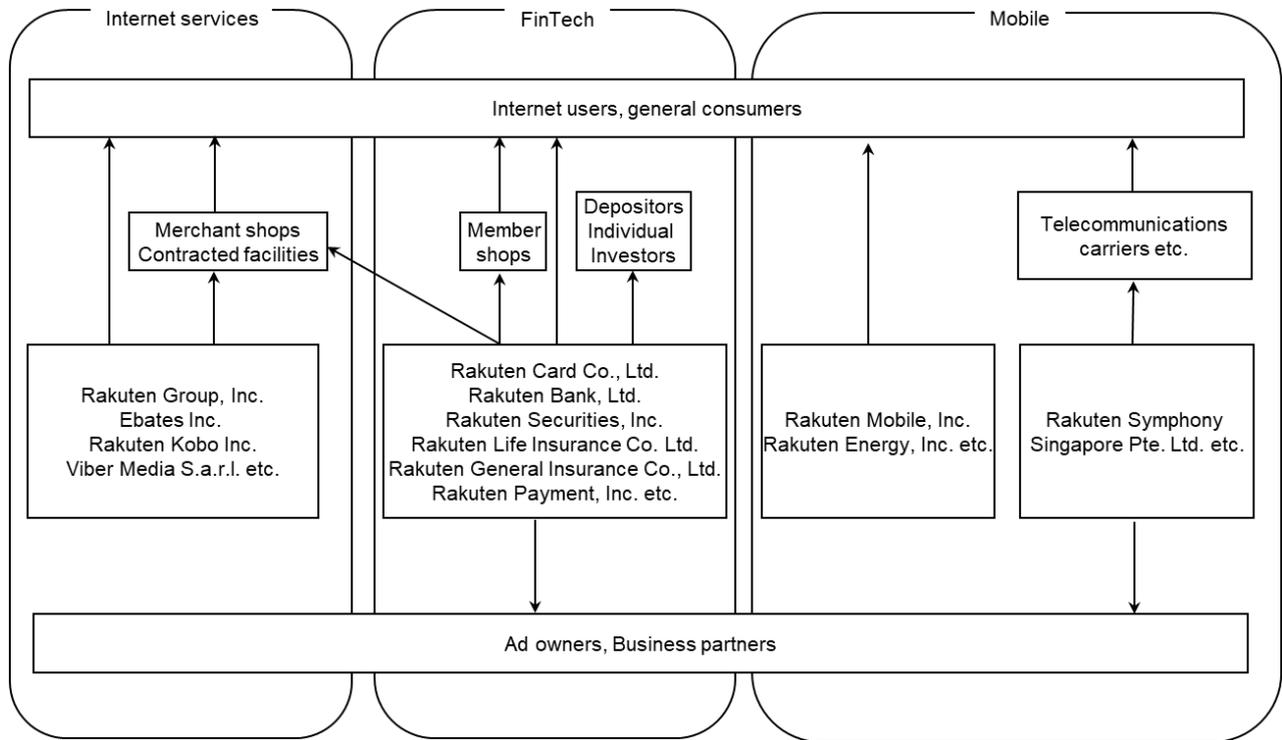 Internet services
FinTech
Mobile
Internet users, general consumers
Merchant shops
Contracted facilities
Member
shops
Depositors
Individual
Investors
Telecommunications
carriers etc.
Rakuten Group, Inc.
Ebates Inc.
Rakuten Kobo Inc.
Viber Media S.a.r.l. etc.
Rakuten Card Co., Ltd.
Rakuten Bank, Ltd.
Rakuten Securities, Inc.
Rakuten Life Insurance Co. Ltd.
Rakuten General Insurance Co., Ltd.
Rakuten Payment, Inc. etc.
Rakuten Mobile, Inc.
Rakuten Energy, Inc. etc.
Rakuten Symphony
Singapore Pte. Ltd. etc.
Ad owners, Business partners